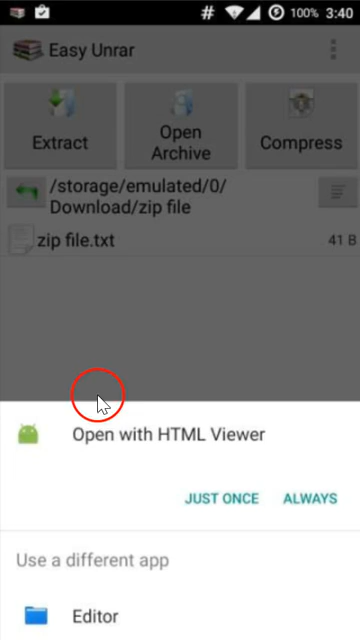 # 100% 3:40
Easy Unrar
Extract
Open
Archive
Compress
/storage/emulated/0/
Download/zip file
zip file.txt 41 B
Open with HTML Viewer
JUST ONCE ALWAYS
Use a different app
Editor